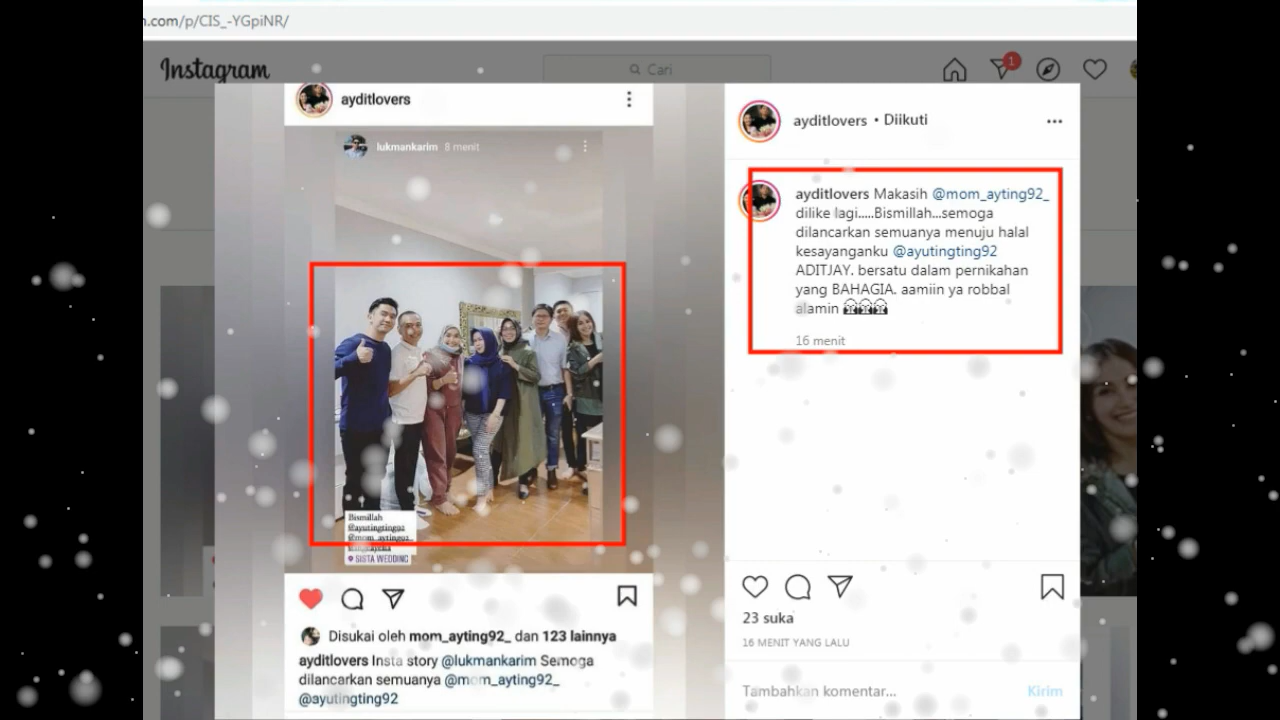 n.com/p/CIS_-YGpiNR/
Instagram
Cari
1
ayditlovers
lukmankarim 8 menit
Bismillah
@ayutingting92
@mom_ayting92_
SISTA WEDDING
Disukai oleh mom_ayting92_ dan 123 lainnya
ayditlovers Insta story @lukmankarim Semoga
dilancarkan semuanya @mom_ayting92_
@ayutingting92
ayditlovers • Diikuti
ayditlovers Makasih @mom_ayting92_
dilike lagi.....Bismillah...semoga
dilancarkan semuanya menuju halal
kesayanganku @ayutingting92
ADITJAY. bersatu dalam pernikahan
yang BAHAGIA. aamiin ya robbal
alamin
16 menit
23 suka
16 MENIT YANG LALU
Tambahkan komentar...
Kirim